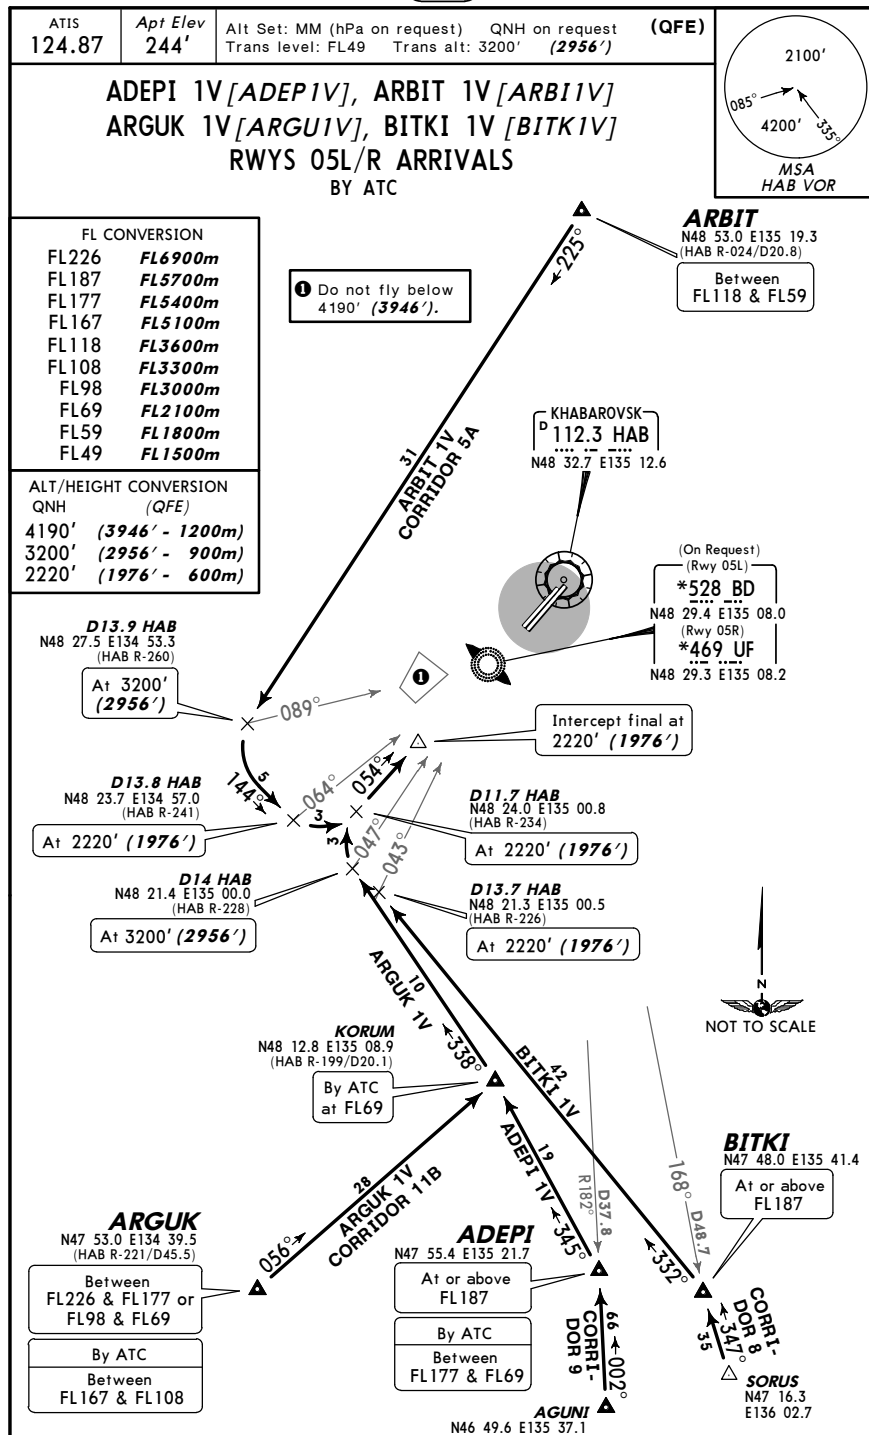 ATIS
124.87
Apt Elev
244'
Alt Set: MM (hPa on request) QNH on request (QFE)
Trans level: FL49 Trans alt: 3200' (2956')
2100'
085°
4200'
335°
MSA
HAB VOR
ADEPI 1V [ADEP1V], ARBIT 1V [ARBI1V]
ARGUK 1V [ARGU1V], BITKI 1V [BITK1V]
RWYS 05L/R ARRIVALS
BY ATC
FL CONVERSION
FL226 FL6900m
FL187 FL5700m
FL177 FL5400m
FL167 FL5100m
FL118 FL3600m
FL108 FL3300m
FL98 FL3000m
FL69 FL2100m
FL59 FL1800m
FL49 FL1500m
ALT/HEIGHT CONVERSION
QNH (QFE)
4190' (3946' - 1200m)
3200' (2956' - 900m)
2220' (1976' - 600m)
1 Do not fly below
4190' (3946').
ARBIT
N48 53.0 E135 19.3
(HAB R-024/D20.8)
Between
FL118 & FL59
225°
31
ARBIT 1V
CORRIDOR 5A
KHABAROVSK
D 112.3 HAB
N48 32.7 E135 12.6
(On Request)
(Rwy 05L)
*528 BD
N48 29.4 E135 08.0
(Rwy 05R)
*469 UF
N48 29.3 E135 08.2
D13.9 HAB
N48 27.5 E134 53.3
(HAB R-260)
At 3200'
(2956')
089°
1
Intercept final at
2220' (1976')
5
144°
064°
054°
D13.8 HAB
N48 23.7 E134 57.0
(HAB R-241)
At 2220' (1976')
3
3
047°
043°
D11.7 HAB
N48 24.0 E135 00.8
(HAB R-234)
At 2220' (1976')
D14 HAB
N48 21.4 E135 00.0
(HAB R-228)
At 3200' (2956')
D13.7 HAB
N48 21.3 E135 00.5
(HAB R-226)
At 2220' (1976')
10
ARGUK 1V
338°
N
NOT TO SCALE
KORUM
N48 12.8 E135 08.9
(HAB R-199/D20.1)
By ATC
at FL69
42
BITKI 1V
332°
19
ADEPI 1V
345°
R182°
D37.8
168°
D48.7
BITKI
N47 48.0 E135 41.4
At or above
FL187
28
ARGUK 1V
CORRIDOR 11B
056°
ARGUK
N47 53.0 E134 39.5
(HAB R-221/D45.5)
Between
FL226 & FL177 or
FL98 & FL69
By ATC
Between
FL167 & FL108
ADEPI
N47 55.4 E135 21.7
At or above
FL187
By ATC
Between
FL177 & FL69
66
002°
CORRI-
DOR 9
AGUNI
N46 49.6 E135 37.1
CORRI-
DOR 8
347°
35
SORUS
N47 16.3
E136 02.7